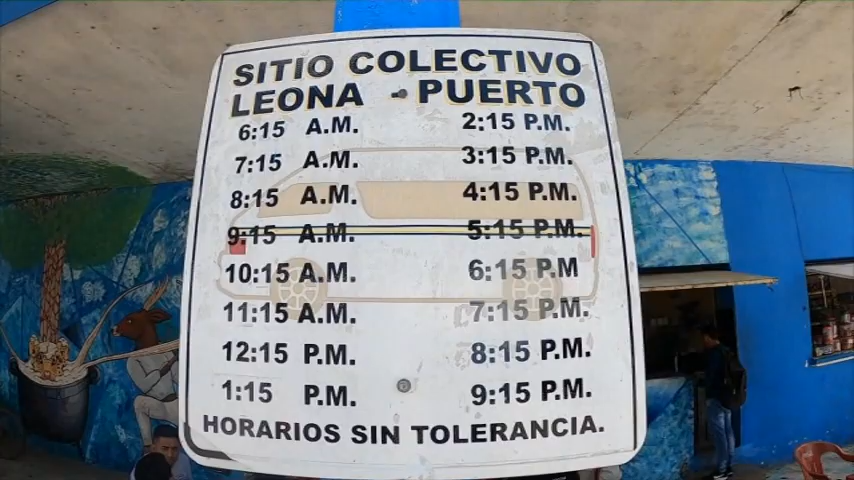 SITIO COLECTIVO
LEONA - PUERTO
6:15 A.M. 2:15 P.M.
7:15 A.M. 3:15 P.M.
8:15 A.M. 4:15 P.M.
9:15 A.M. 5:15 P.M.
10:15 A.M. 6:15 P.M.
11:15 A.M. 7:15 P.M.
12:15 P.M. 8:15 P.M.
1:15 P.M. 9:15 P.M.
HORARIOS SIN TOLERANCIA.